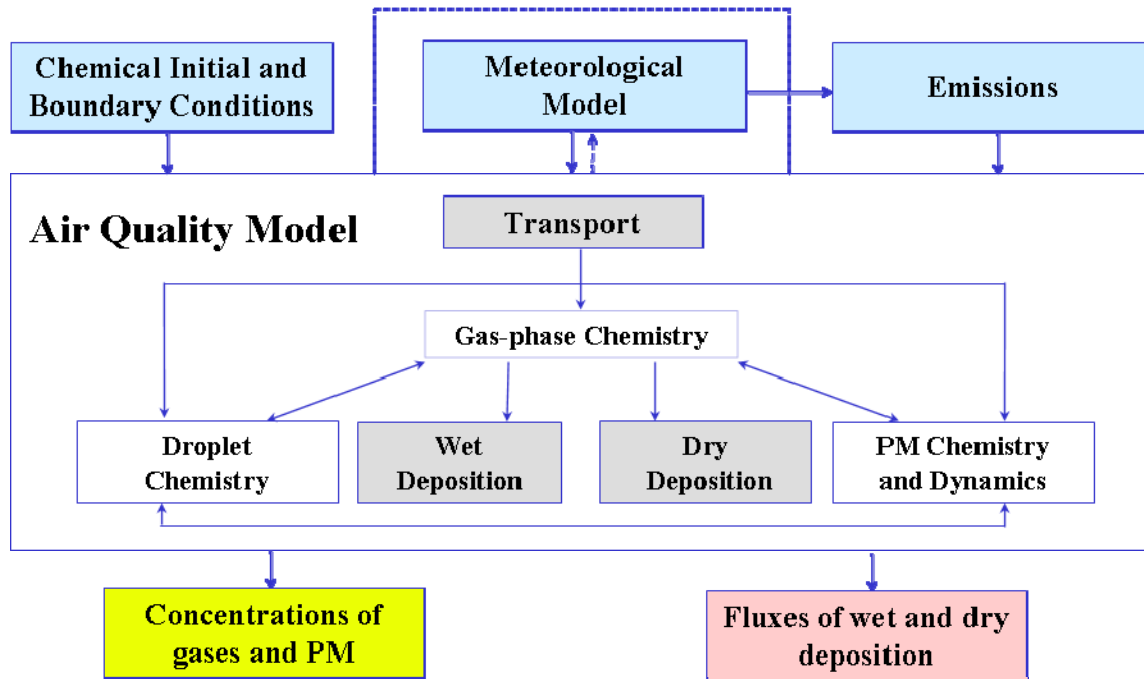 Chemical Initial and
Boundary Conditions
Meteorological
Model
Emissions
Air Quality Model
Transport
Gas-phase Chemistry
Droplet
Chemistry
Wet
Deposition
Dry
Deposition
PM Chemistry
and Dynamics
Concentrations of
gases and PM
Fluxes of wet and dry
deposition